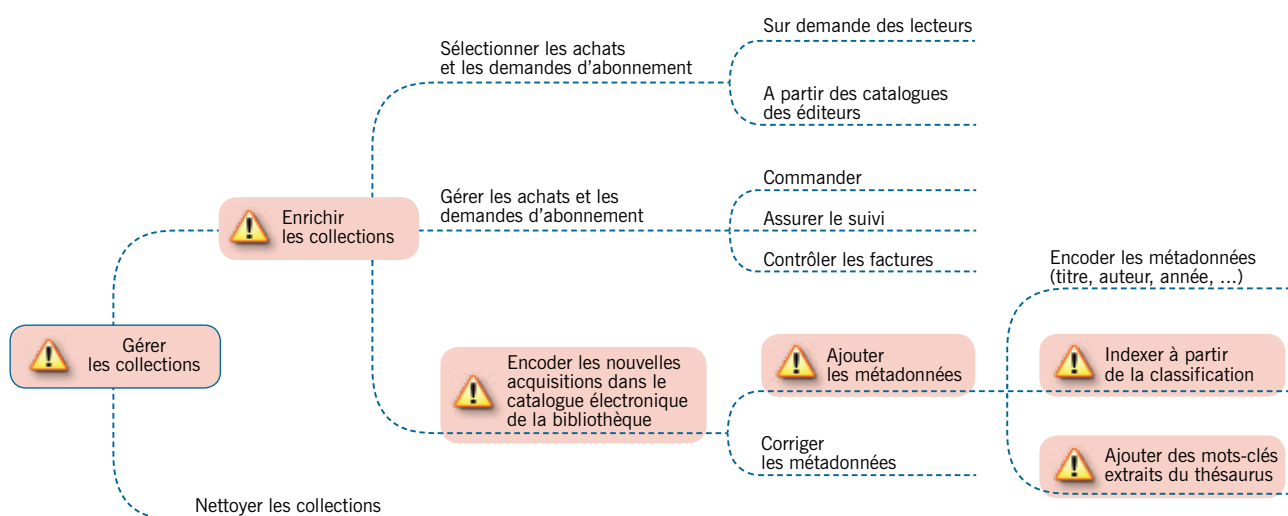 Gérer
les collections
Enrichir
les collections
Sélectionner les achats
et les demandes d'abonnement
Sur demande des lecteurs
A partir des catalogues
des éditeurs
Gérer les achats et les
demandes d'abonnement
Commander
Assurer le suivi
Contrôler les factures
Encoder les nouvelles
acquisitions dans le
catalogue électronique
de la bibliothèque
Ajouter
les métadonnées
Encoder les métadonnées
(titre, auteur, année, ...)
Indexer à partir
de la classification
Ajouter des mots-clés
extraits du thésaurus
Corriger
les métadonnées
Nettoyer les collections